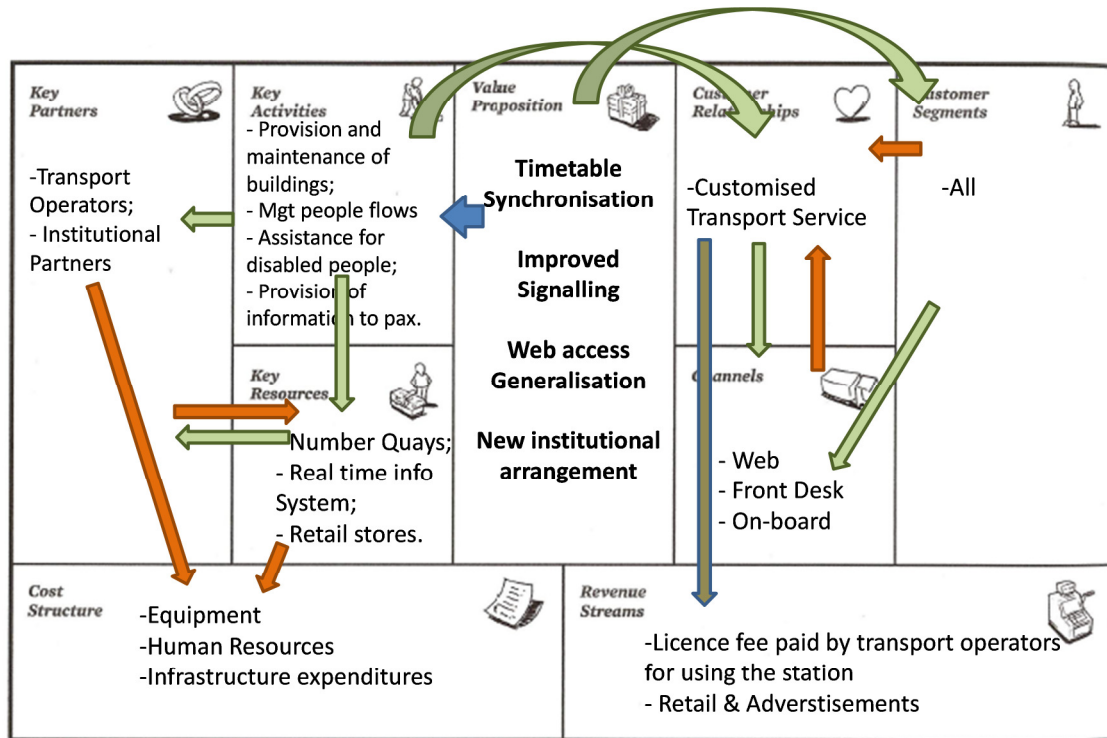 Key
Partners
-Transport
Operators;
- Institutional
Partners
Key
Activities
- Provision and
maintenance of
buildings;
- Mgt people flows
- Assistance for
disabled people;
- Provision of
information to pax.
Key
Resources
Number Quays;
- Real time info
System;
- Retail stores.
Value
Proposition
Timetable
Synchronisation
Improved
Signalling
Web access
Generalisation
New institutional
arrangement
Customer
Relationships
-Customised
Transport Service
Channels
- Web
- Front Desk
- On-board
Customer
Segments
-All
Cost
Structure
-Equipment
-Human Resources
-Infrastructure expenditures
Revenue
Streams
-Licence fee paid by transport operators
for using the station
- Retail & Adverstisements